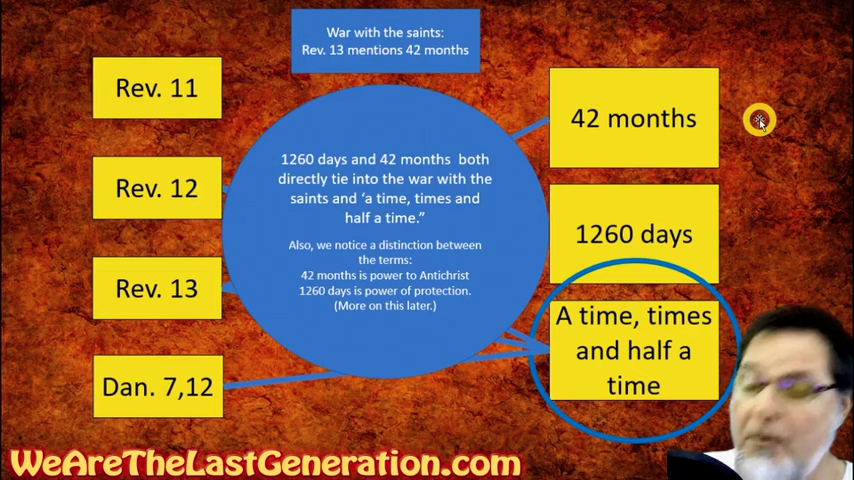 War with the saints:
Rev. 13 mentions 42 months
Rev. 11
Rev. 12
Rev. 13
Dan. 7,12
1260 days and 42 months both
directly tie into the war with the
saints and ‘a time, times and
half a time.”
Also, we notice a distinction between
the terms:
42 months is power to Antichrist
1260 days is power of protection.
(More on this later.)
42 months
1260 days
A time, times
and half a
time
WeAreTheLastGeneration.com